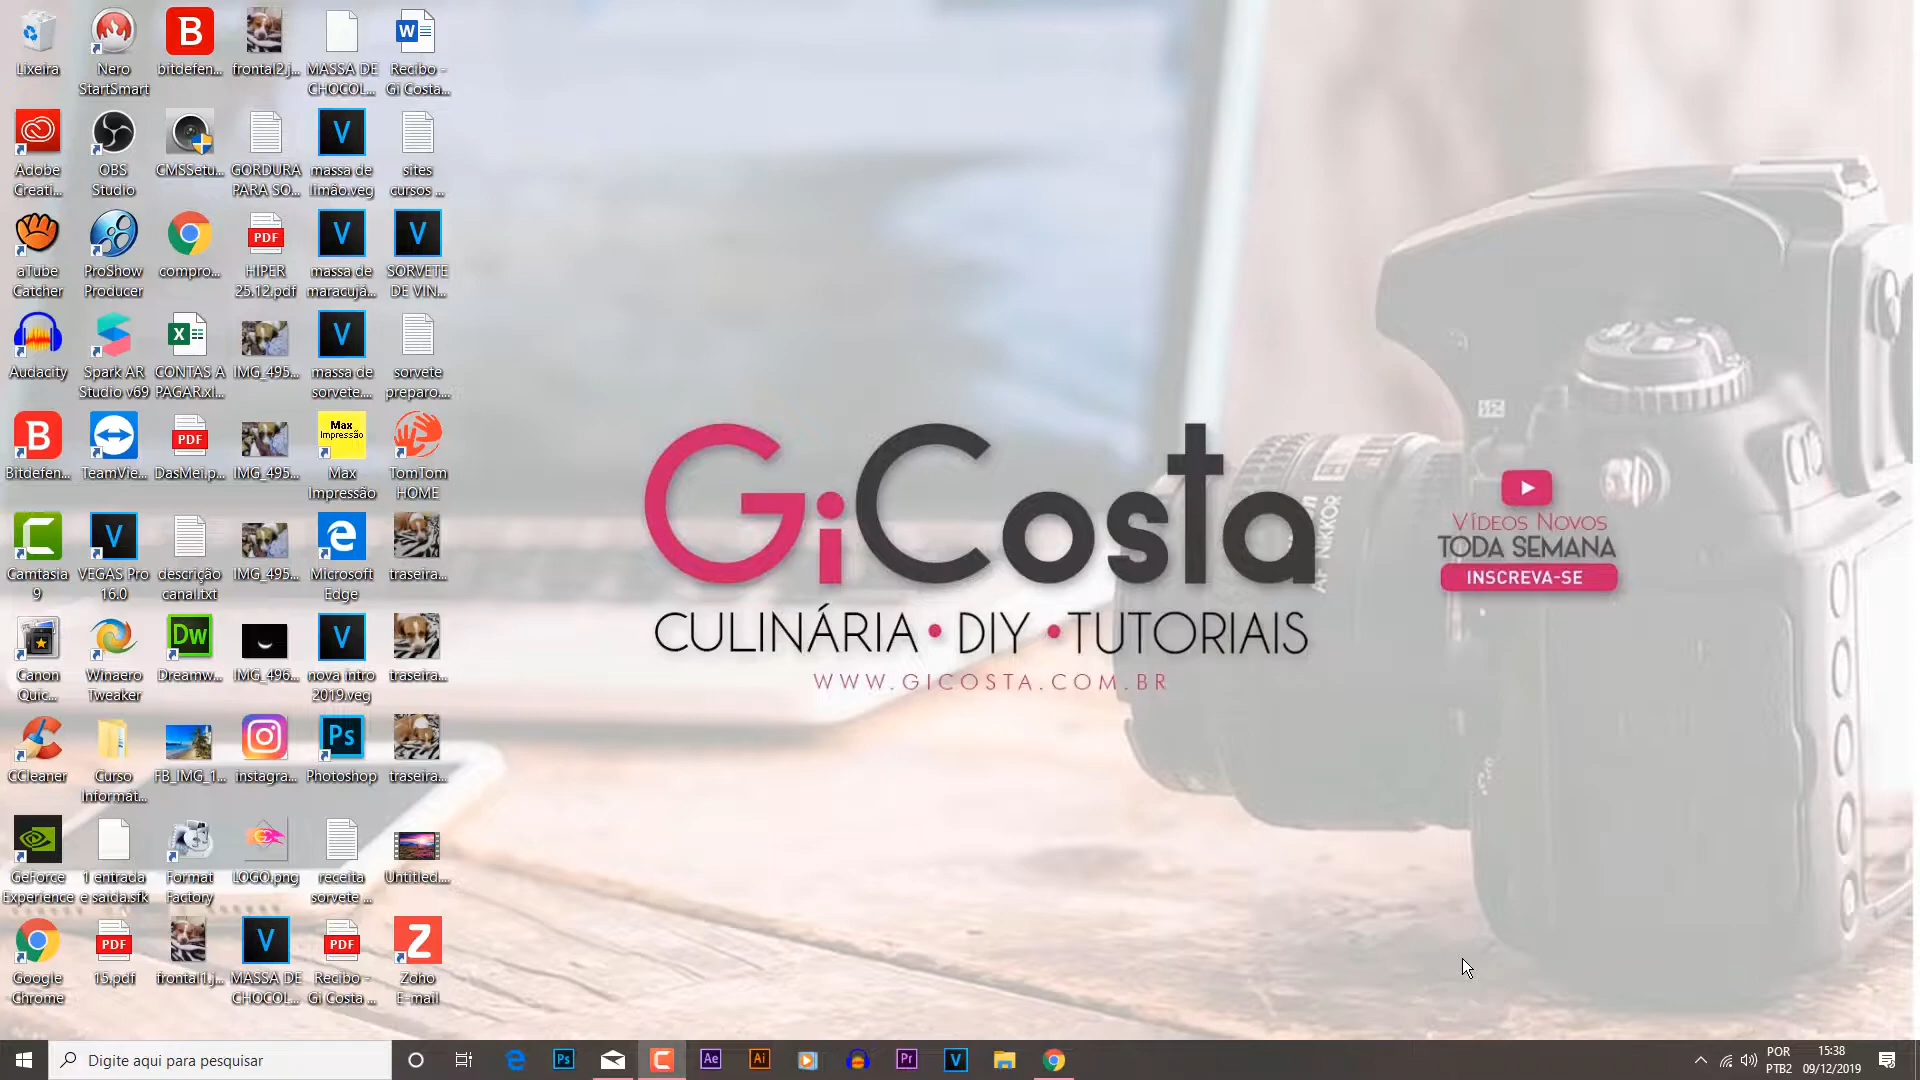 Lixeira
Nero
StartSmart
bitdefen...
frontal2.j...
MASSA DE
CHOCOL...
Recibo -
Gi Costa...
Adobe
Creati...
OBS
Studio
CMSSetu...
GORDURA
PARA SO...
massa de
limão.veg
sites
cursos ...
aTube
Catcher
ProShow
Producer
compro...
HIPER
25.12.pdf
massa de
maracujá...
SORVETE
DE VIN...
Audacity
Spark AR
Studio v69
CONTAS A
PAGAR.xl...
IMG_495...
massa de
sorvete....
sorvete
preparo....
Bitdefen...
TeamVie...
DasMei.p...
IMG_495...
Max
Impressão
Max
Impressão
TomTom
HOME
Camtasia
9
VEGAS Pro
16.0
descrição
canal.txt
IMG_495...
Microsoft
Edge
traseira...
Canon
Quic...
Winaero
Tweaker
Dreamw...
IMG_496...
nova intro
2019.veg
traseira...
CCleaner
Curso
Informát...
FB_IMG_1...
instagra...
Photoshop
traseira...
GeForce
Experience
1 entrada
e saida.sfk
Format
Factory
LOGO.png
receita
sorvete ...
Untitled....
Google
Chrome
15.pdf
frontal1.j...
MASSA DE
CHOCOL...
Recibo -
Gi Costa ...
Zoho
E-mail
GiCosta
CULINÁRIA • DIY • TUTORIAIS
WWW.GICOSTA.COM.BR
VÍDEOS NOVOS
TODA SEMANA
INSCREVA-SE
AF NIKKOR
Digite aqui para pesquisar
POR
PTB2
15:38
09/12/2019